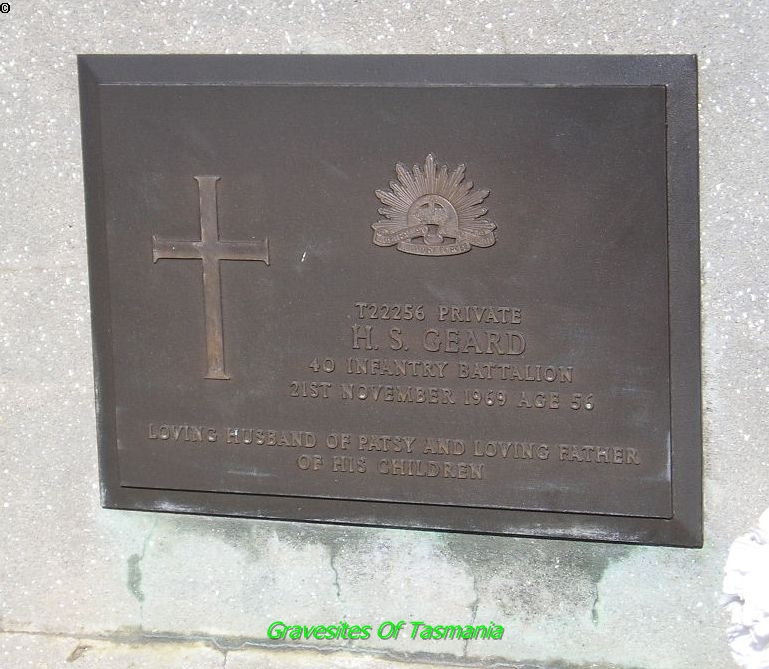 ©
T22256 PRIVATE
H. S. GEARD
40 INFANTRY BATTALION
21ST NOVEMBER 1969 AGE 56
LOVING HUSBAND OF PATSY AND LOVING FATHER
OF HIS CHILDREN
Gravesites Of Tasmania